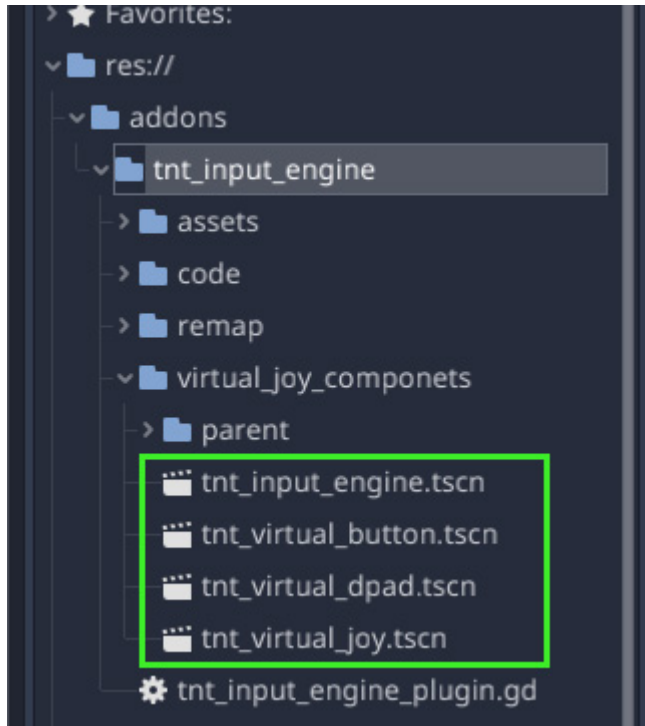 Favorites:
res://
addons
tnt_input_engine
assets
code
remap
virtual_joy_componets
parent
tnt_input_engine.tscn
tnt_virtual_button.tscn
tnt_virtual_dpad.tscn
tnt_virtual_joy.tscn
tnt_input_engine_plugin.gd